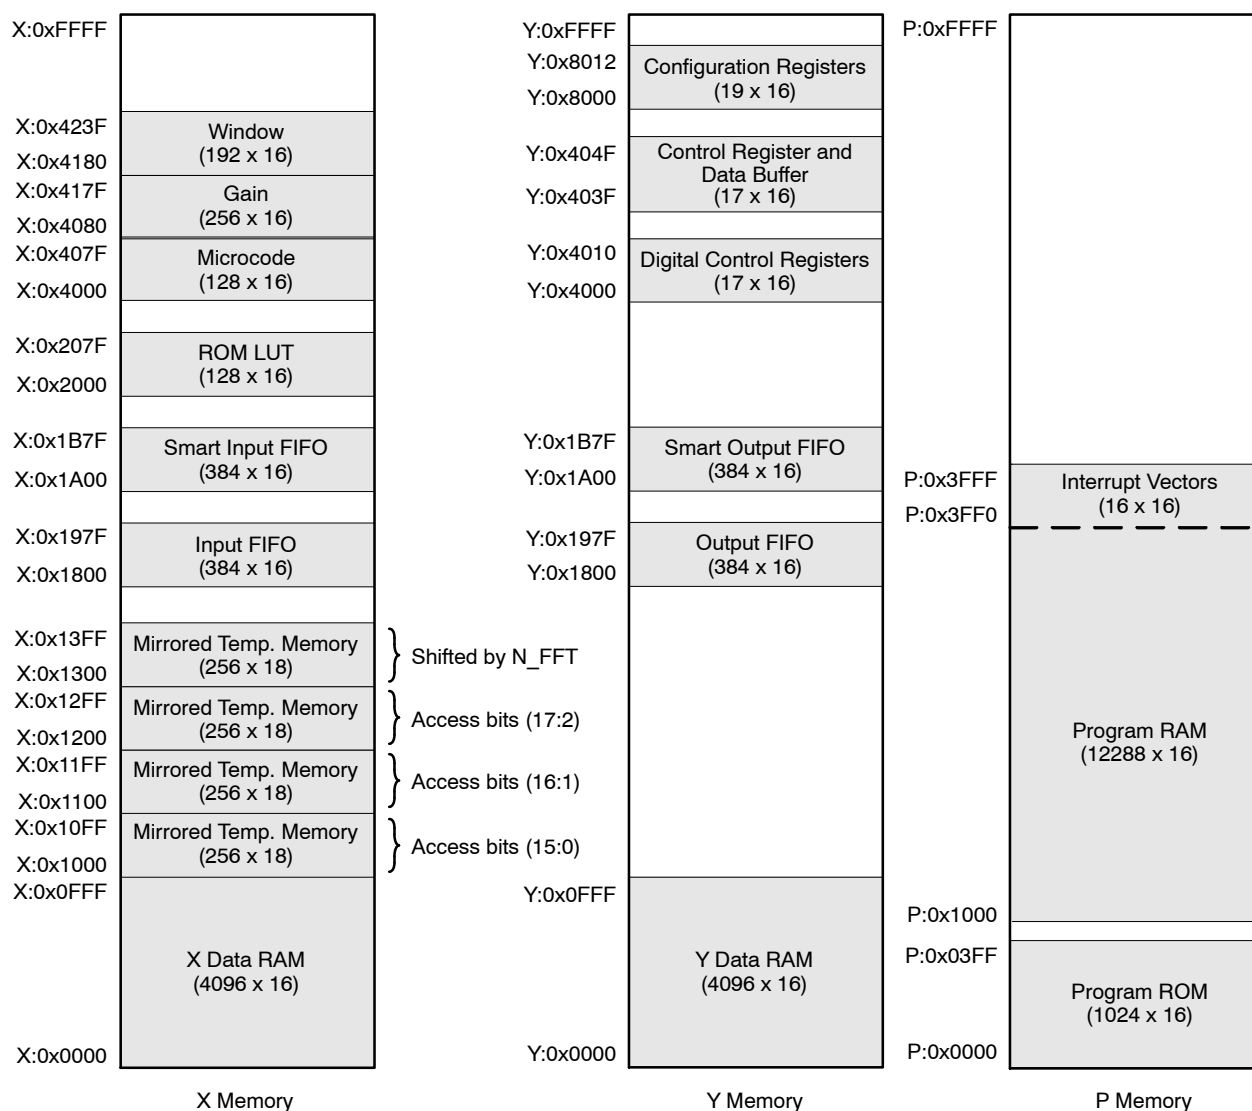 X:0xFFFF
X:0x423F
Window
(192 x 16)
X:0x4180
X:0x417F
Gain
(256 x 16)
X:0x4080
X:0x407F
Microcode
(128 x 16)
X:0x4000
X:0x207F
ROM LUT
(128 x 16)
X:0x2000
X:0x1B7F
Smart Input FIFO
(384 x 16)
X:0x1A00
X:0x197F
Input FIFO
(384 x 16)
X:0x1800
X:0x13FF
Mirrored Temp. Memory
(256 x 18)
X:0x1300
Shifted by N_FFT
X:0x12FF
Mirrored Temp. Memory
(256 x 18)
X:0x1200
Access bits (17:2)
X:0x11FF
Mirrored Temp. Memory
(256 x 18)
X:0x1100
Access bits (16:1)
X:0x10FF
Mirrored Temp. Memory
(256 x 18)
X:0x1000
Access bits (15:0)
X:0x0FFF
X Data RAM
(4096 x 16)
X:0x0000
X Memory
Y:0xFFFF
Y:0x8012
Configuration Registers
(19 x 16)
Y:0x8000
Y:0x404F
Control Register and
Data Buffer
(17 x 16)
Y:0x403F
Y:0x4010
Digital Control Registers
(17 x 16)
Y:0x4000
Y:0x1B7F
Smart Output FIFO
(384 x 16)
Y:0x1A00
Y:0x197F
Output FIFO
(384 x 16)
Y:0x1800
Y:0x0FFF
Y Data RAM
(4096 x 16)
Y:0x0000
Y Memory
P:0xFFFF
P:0x3FFF
Interrupt Vectors
(16 x 16)
P:0x3FF0
Program RAM
(12288 x 16)
P:0x1000
P:0x03FF
Program ROM
(1024 x 16)
P:0x0000
P Memory